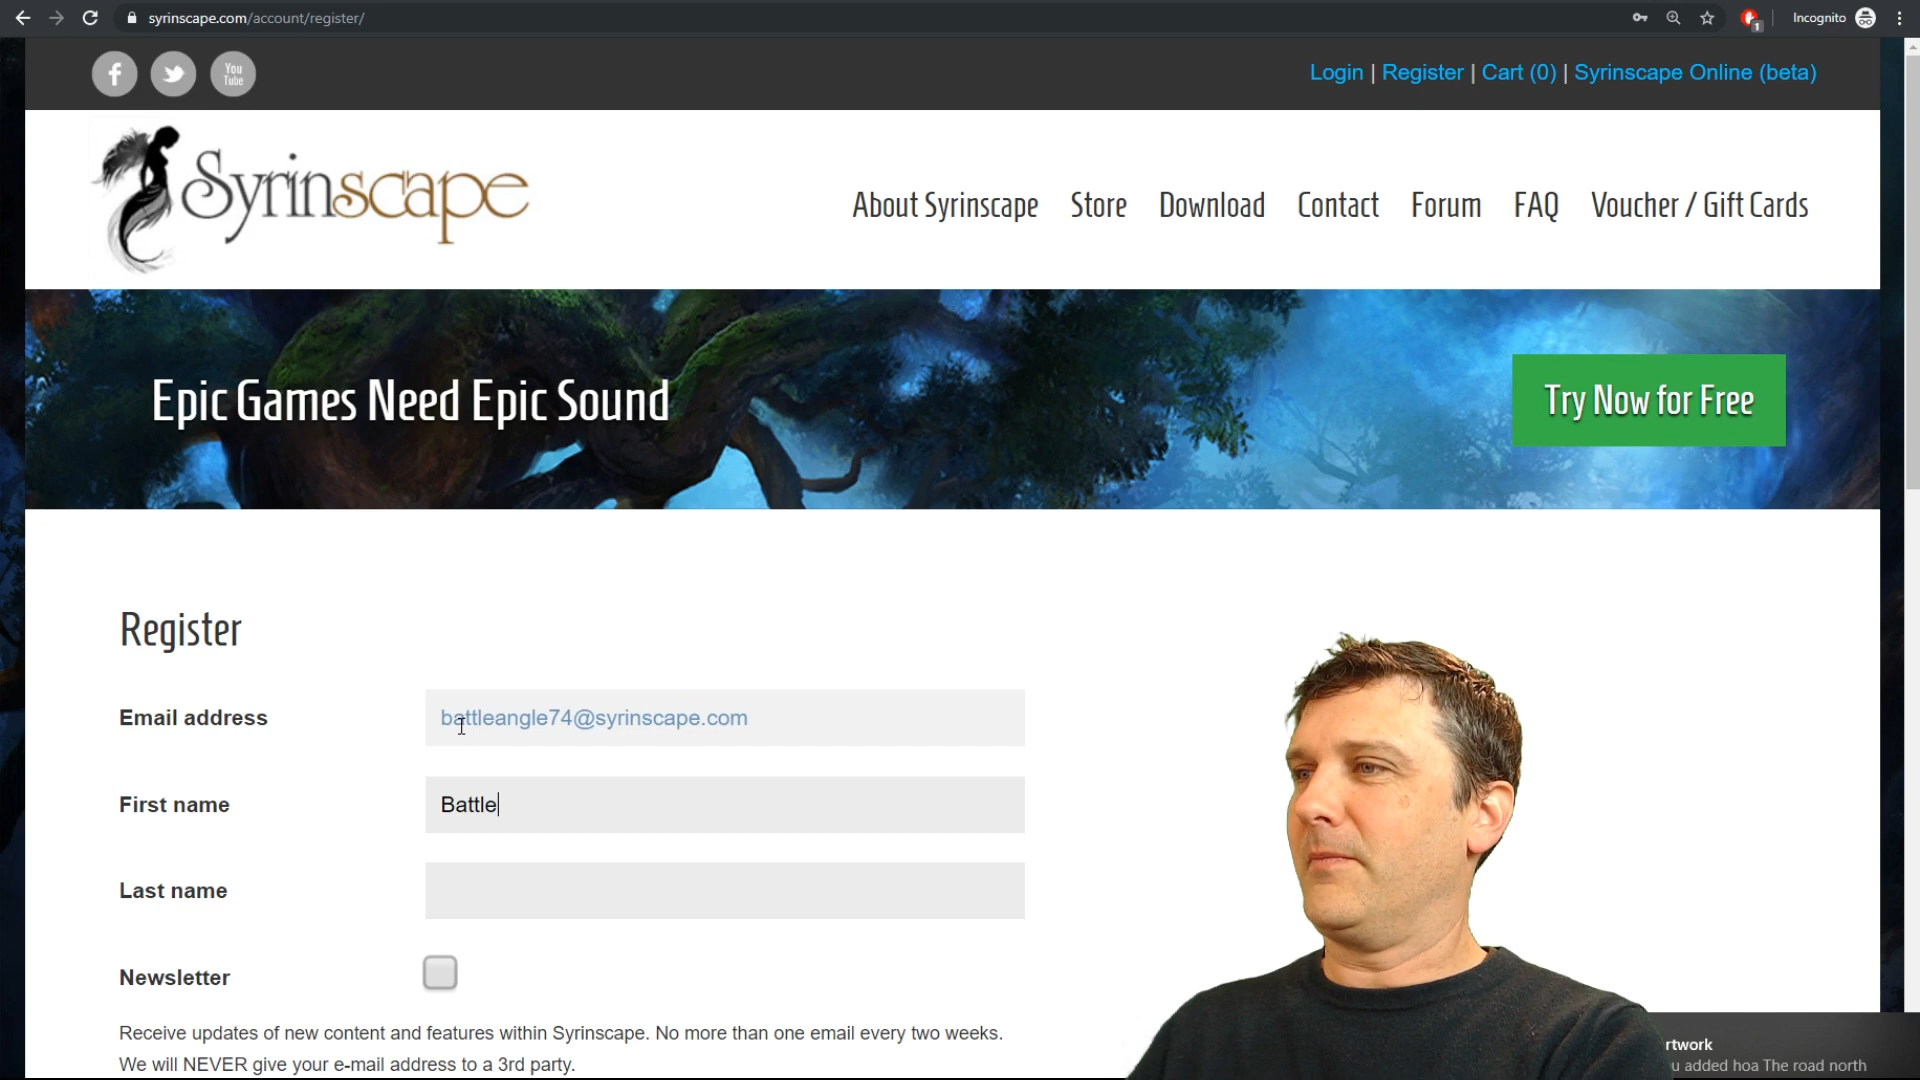 syrinscape.com/account/register/
1
Incognito
f
You
Tube
Login | Register | Cart (0) | Syrinscape Online (beta)
Syrinscape
About Syrinscape Store Download Contact Forum FAQ Voucher / Gift Cards
Epic Games Need Epic Sound
Try Now for Free
Register
Email address
battleangle74@syrinscape.com
First name
Battle
Last name
Newsletter
Receive updates of new content and features within Syrinscape. No more than one email every two weeks.
We will NEVER give your e-mail address to a 3rd party.
rtwork
u added hoa The road north